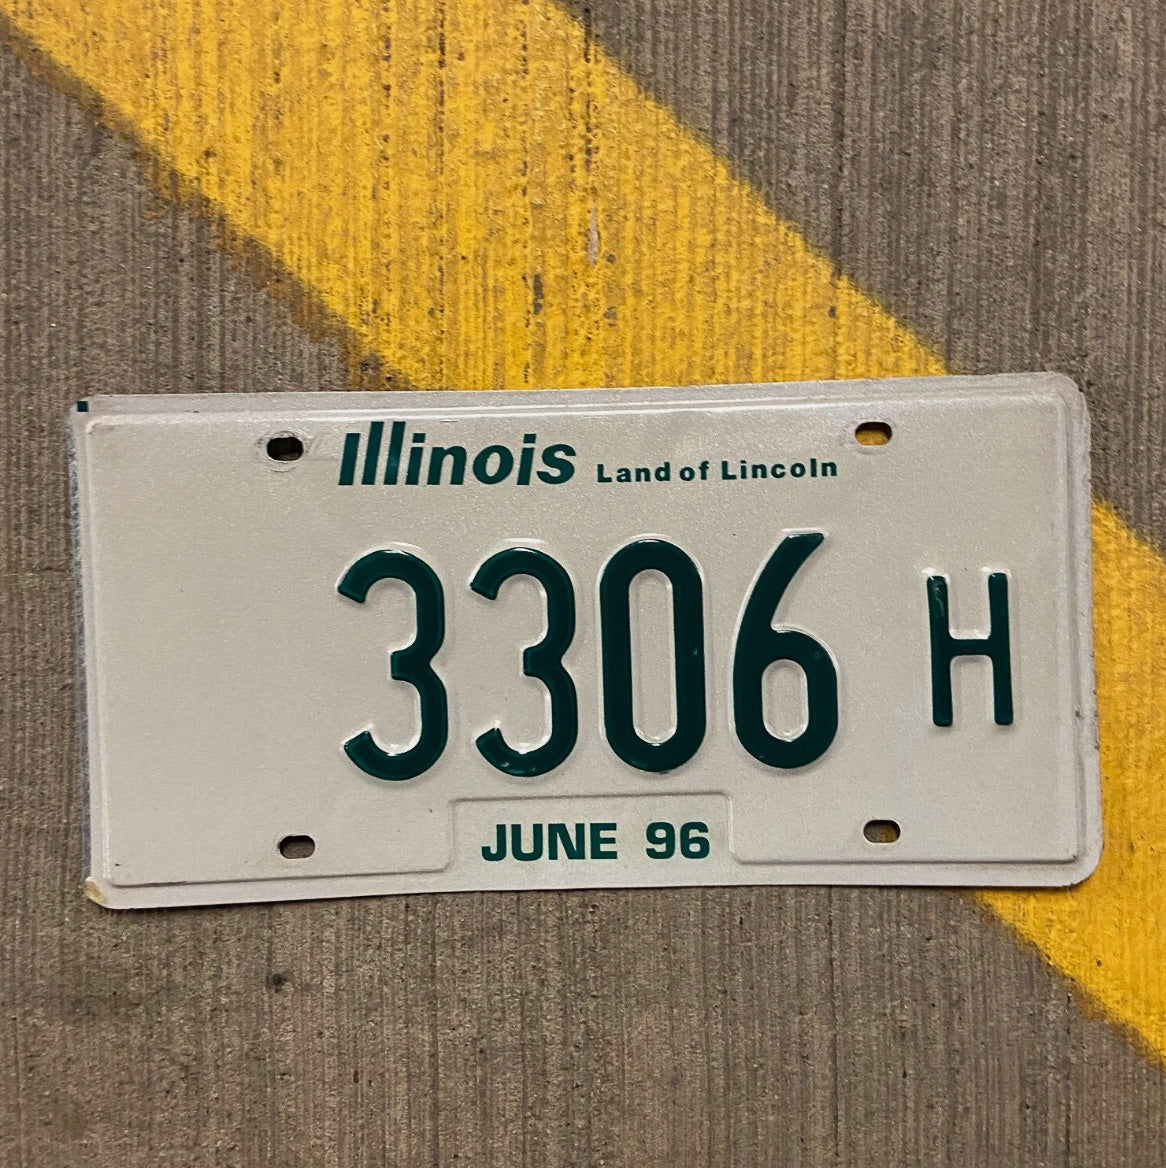 Illinois Land of Lincoln
3306 H
JUNE 96